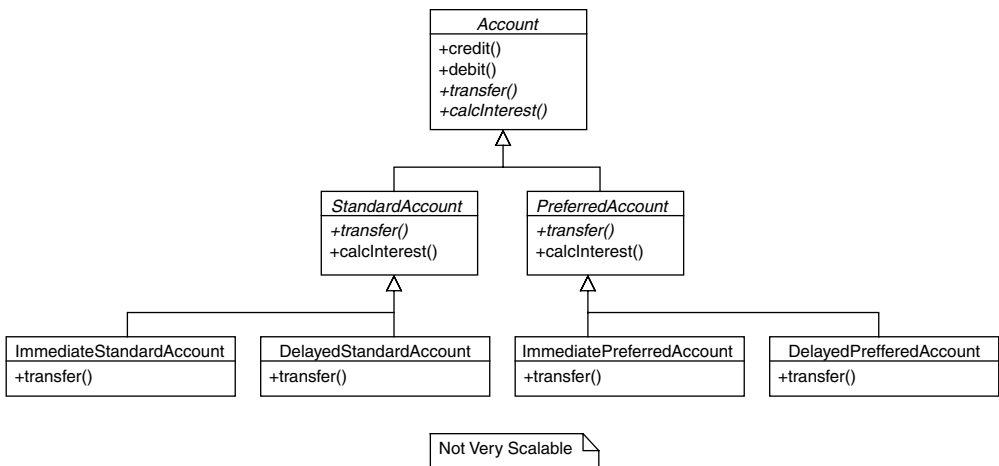 Account
+credit()
+debit()
+transfer()
+calcInterest()
StandardAccount
+transfer()
+calcInterest()
PreferredAccount
+transfer()
+calcInterest()
ImmediateStandardAccount
+transfer()
DelayedStandardAccount
+transfer()
ImmediatePreferredAccount
+transfer()
DelayedPrefferedAccount
+transfer()
Not Very Scalable